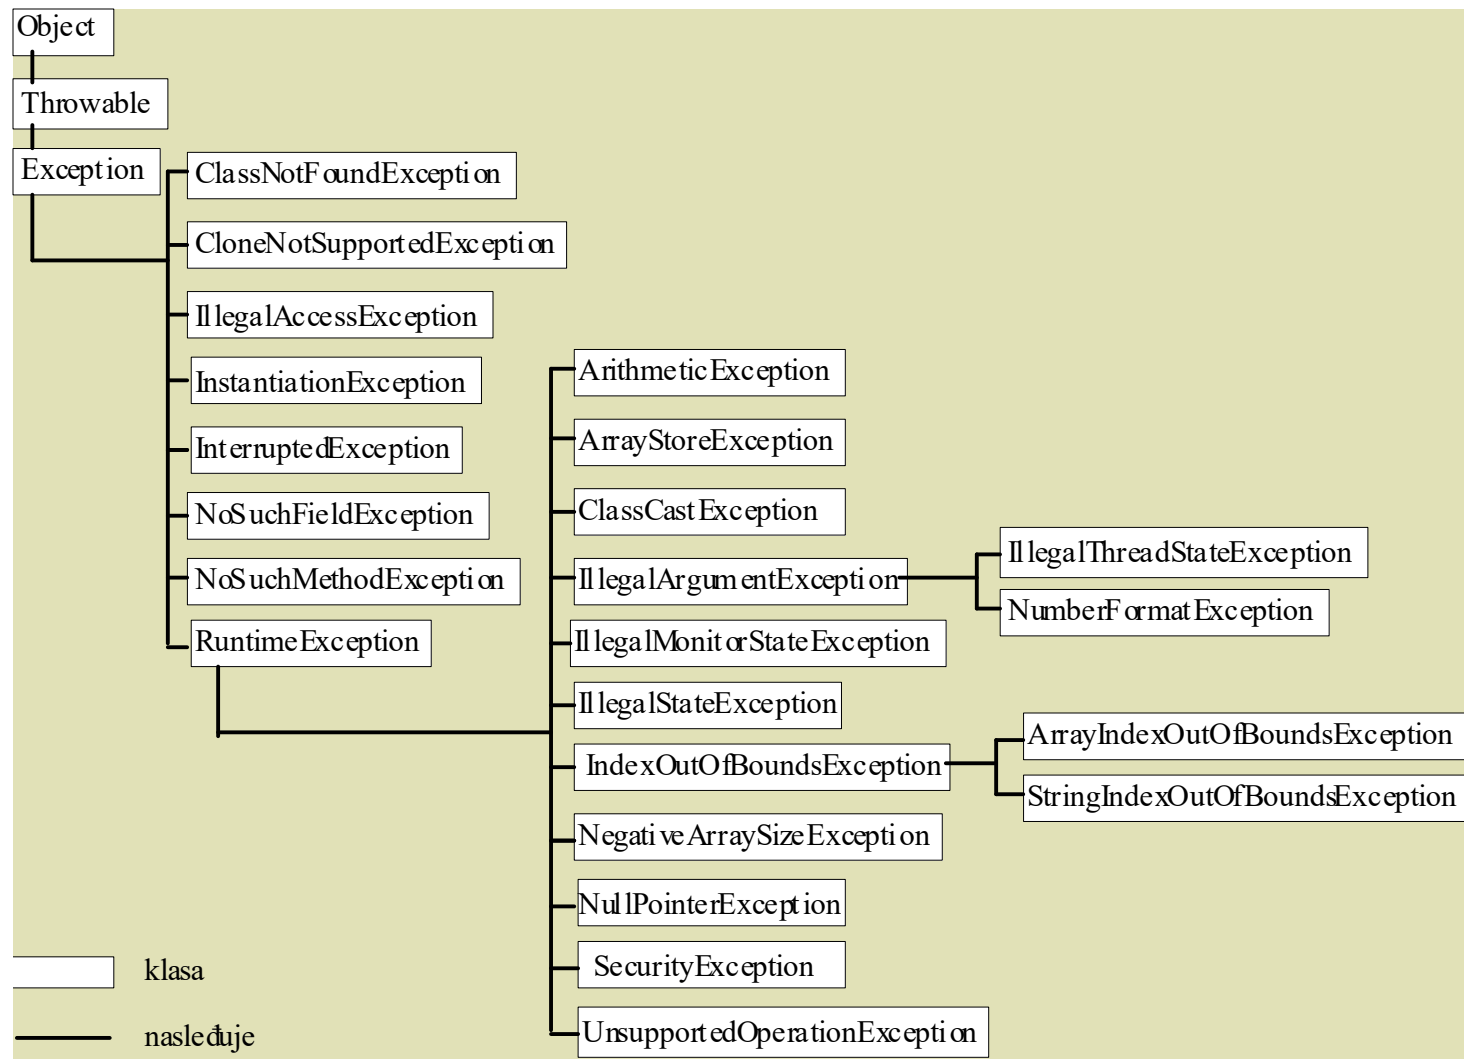 Object
Throwable
Exception
ClassNotFoundException
CloneNotSupportedException
IllegalAccessException
InstantiationException
InterruptedException
NoSuchFieldException
NoSuchMethodException
RuntimeException
ArithmeticException
ArrayStoreException
ClassCastException
IllegalArgumentException
IllegalThreadStateException
NumberFormatException
IllegalMonitorStateException
IllegalStateException
IndexOutOfBoundsException
ArrayIndexOutOfBoundsException
StringIndexOutOfBoundsException
NegativeArraySizeException
NullPointerException
SecurityException
UnsupportedOperationException
klasa
nasleđuje